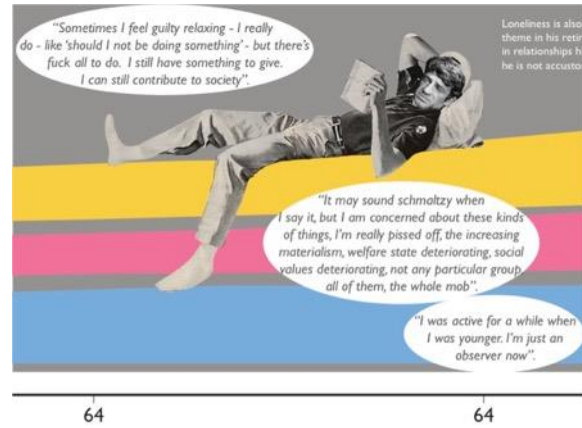 "Sometimes I feel guilty relaxing - I really
do - like 'should I not be doing something' - but there's
fuck all to do. I still have something to give.
I can still contribute to society".
Loneliness is also
theme in his retir
in relationships h
he is not accusto
"It may sound schmaltzy when
I say it, but I am concerned about these kinds
of things, I'm really pissed off, the increasing
materialism, welfare state deteriorating, social
values deteriorating, not any particular group,
all of them, the whole mob".
"I was active for a while when
I was younger. I'm just an
observer now".
64
64